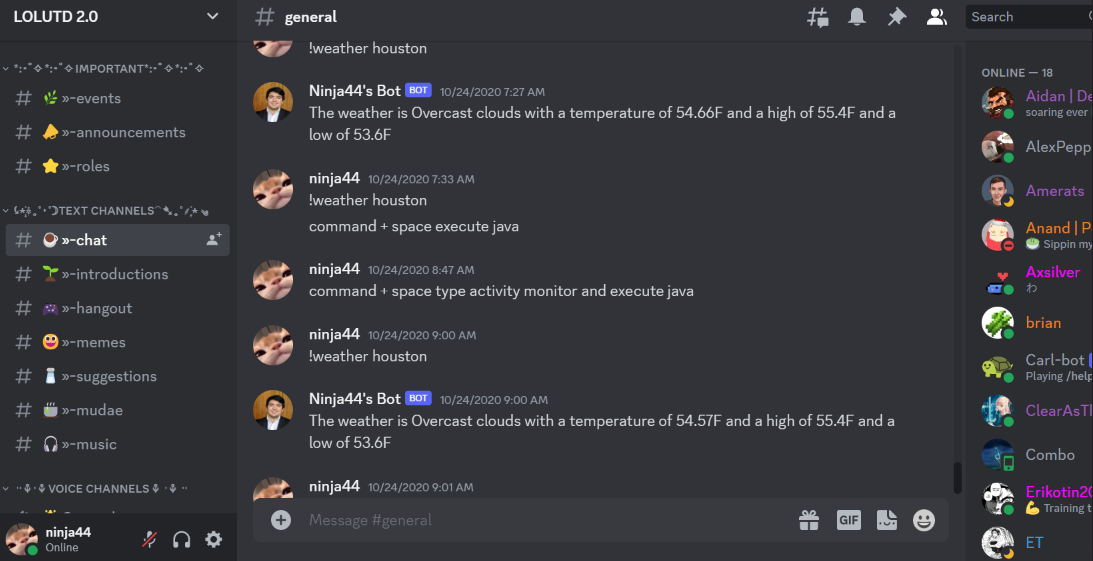 LOLUTD 2.0
IMPORTANT
»-events
»-announcements
»-roles
TEXT CHANNELS
»-chat
»-introductions
»-hangout
»-memes
»-suggestions
»-mudae
»-music
VOICE CHANNELS
ninja44
Online
# general
!weather houston
Ninja44's Bot BOT 10/24/2020 7:27 AM
The weather is Overcast clouds with a temperature of 54.66F and a high of 55.4F and a
low of 53.6F
ninja44 10/24/2020 7:33 AM
!weather houston
command + space execute java
ninja44 10/24/2020 8:47 AM
command + space type activity monitor and execute java
ninja44 10/24/2020 9:00 AM
!weather houston
Ninja44's Bot BOT 10/24/2020 9:00 AM
The weather is Overcast clouds with a temperature of 54.57F and a high of 55.4F and a
low of 53.6F
ninja44 10/24/2020 9:01 AM
Message #general
GIF
Search
ONLINE — 18
Aidan | De
soaring ever
AlexPepp
Amerats
Anand | P
Sippin my
Axsilver
わ
brian
Carl-bot
Playing /help
ClearAsTl
Combo
Erikotin20
Training t
ET